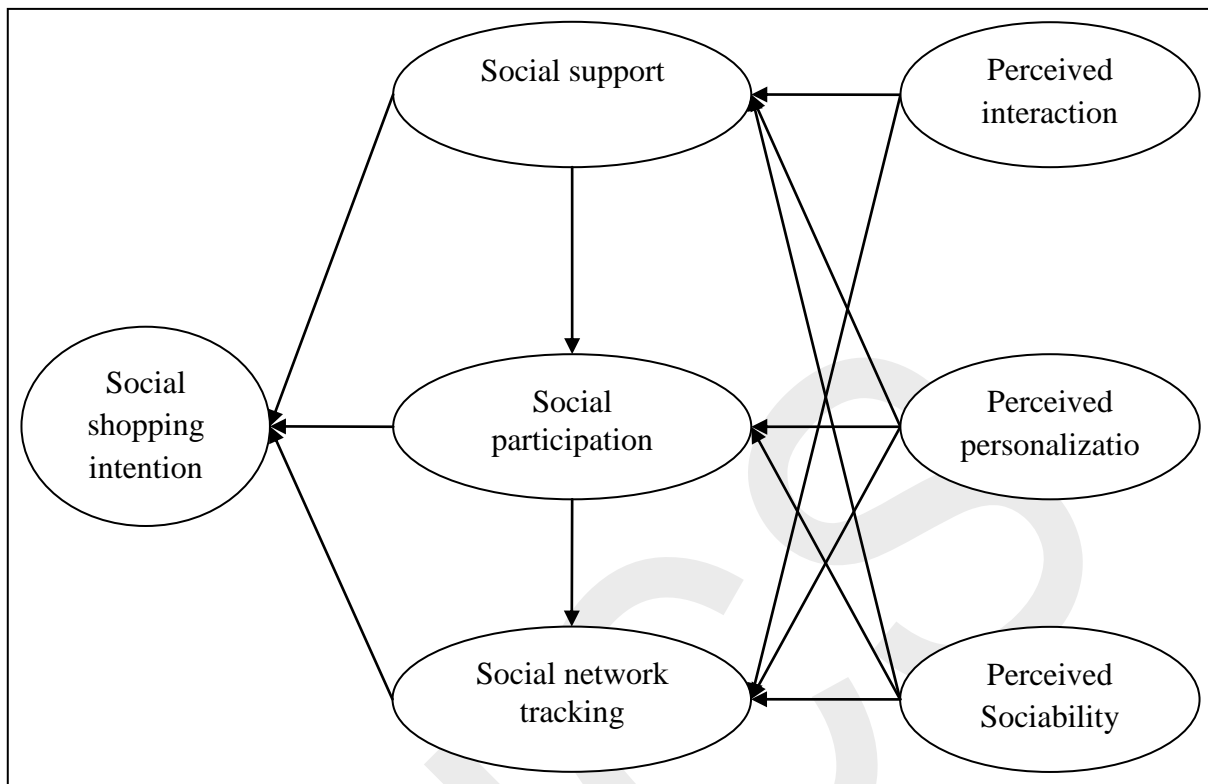 Social support
Perceived
interaction
Social
shopping
intention
Social
participation
Perceived
personalizatio
Social network
tracking
Perceived
Sociability